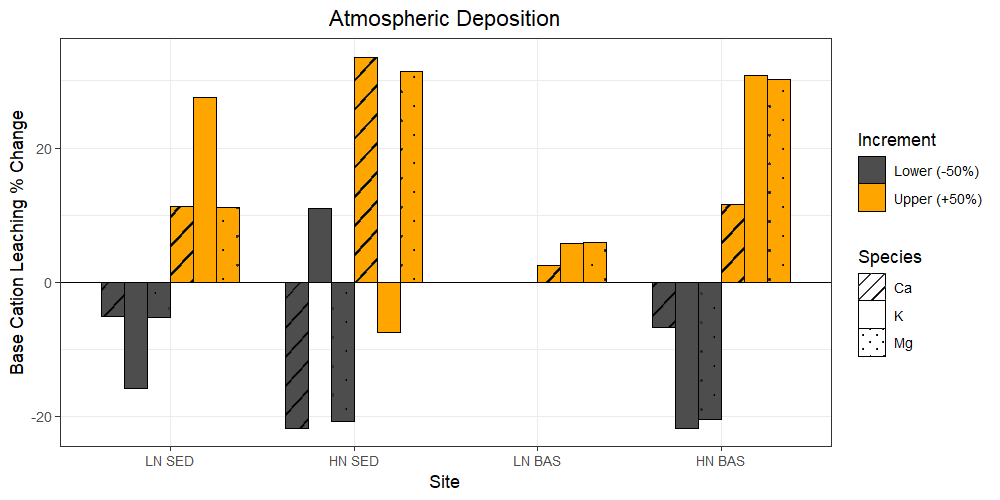 Atmospheric Deposition
Base Cation Leaching % Change
20
0
-20
LN SED
HN SED
LN BAS
HN BAS
Site
Increment
Lower (-50%)
Upper (+50%)
Species
Ca
K
Mg